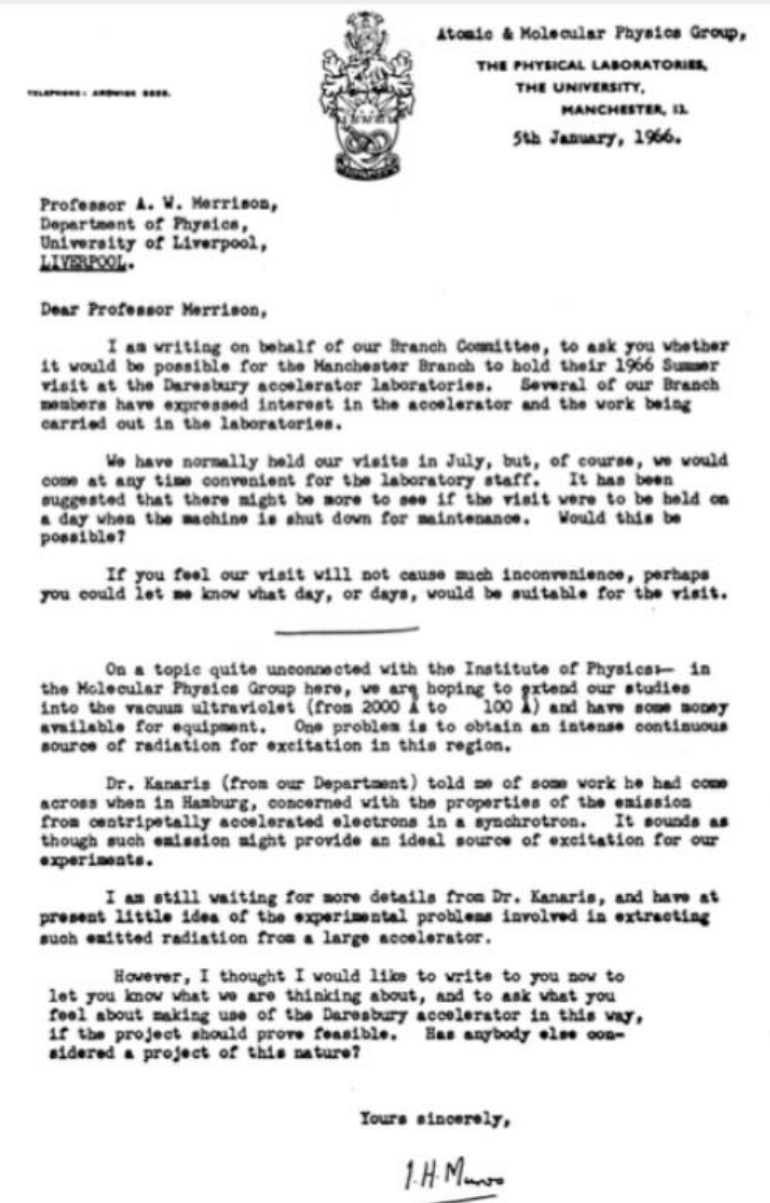 Atomic & Molecular Physics Group,
THE PHYSICAL LABORATORIES,
THE UNIVERSITY,
MANCHESTER, 13.
TELEPHONE: ARDWICK
5th January, 1966.
Professor A. W. Merrison,
Department of Physics,
University of Liverpool,
LIVERPOOL.
Dear Professor Merrison,
I am writing on behalf of our Branch Committee, to ask you whether
it would be possible for the Manchester Branch to hold their 1966 Summer
visit at the Daresbury accelerator laboratories. Several of our Branch
members have expressed interest in the accelerator and the work being
carried out in the laboratories.
We have normally held our visits in July, but, of course, we would
come at any time convenient for the laboratory staff. It has been
suggested that there might be more to see if the visit were to be held on
a day when the machine is shut down for maintenance. Would this be
possible?
If you feel our visit will not cause much inconvenience, perhaps
you could let me know what day, or days, would be suitable for the visit.
On a topic quite unconnected with the Institute of Physics:— in
the Molecular Physics Group here, we are hoping to extend our studies
into the vacuum ultraviolet (from 2000 Å to 100 Å) and have some money
available for equipment. One problem is to obtain an intense continuous
source of radiation for excitation in this region.
Dr. Kanaris (from our Department) told me of some work he had come
across when in Hamburg, concerned with the properties of the emission
from centripetally accelerated electrons in a synchrotron. It sounds as
though such emission might provide an ideal source of excitation for our
experiments.
I am still waiting for more details from Dr. Kanaris, and have at
present little idea of the experimental problems involved in extracting
such emitted radiation from a large accelerator.
However, I thought I would like to write to you now to
let you know what we are thinking about, and to ask what you
feel about making use of the Daresbury accelerator in this way,
if the project should prove feasible. Has anybody else con-
sidered a project of this nature?
Yours sincerely,
I.H. Munro